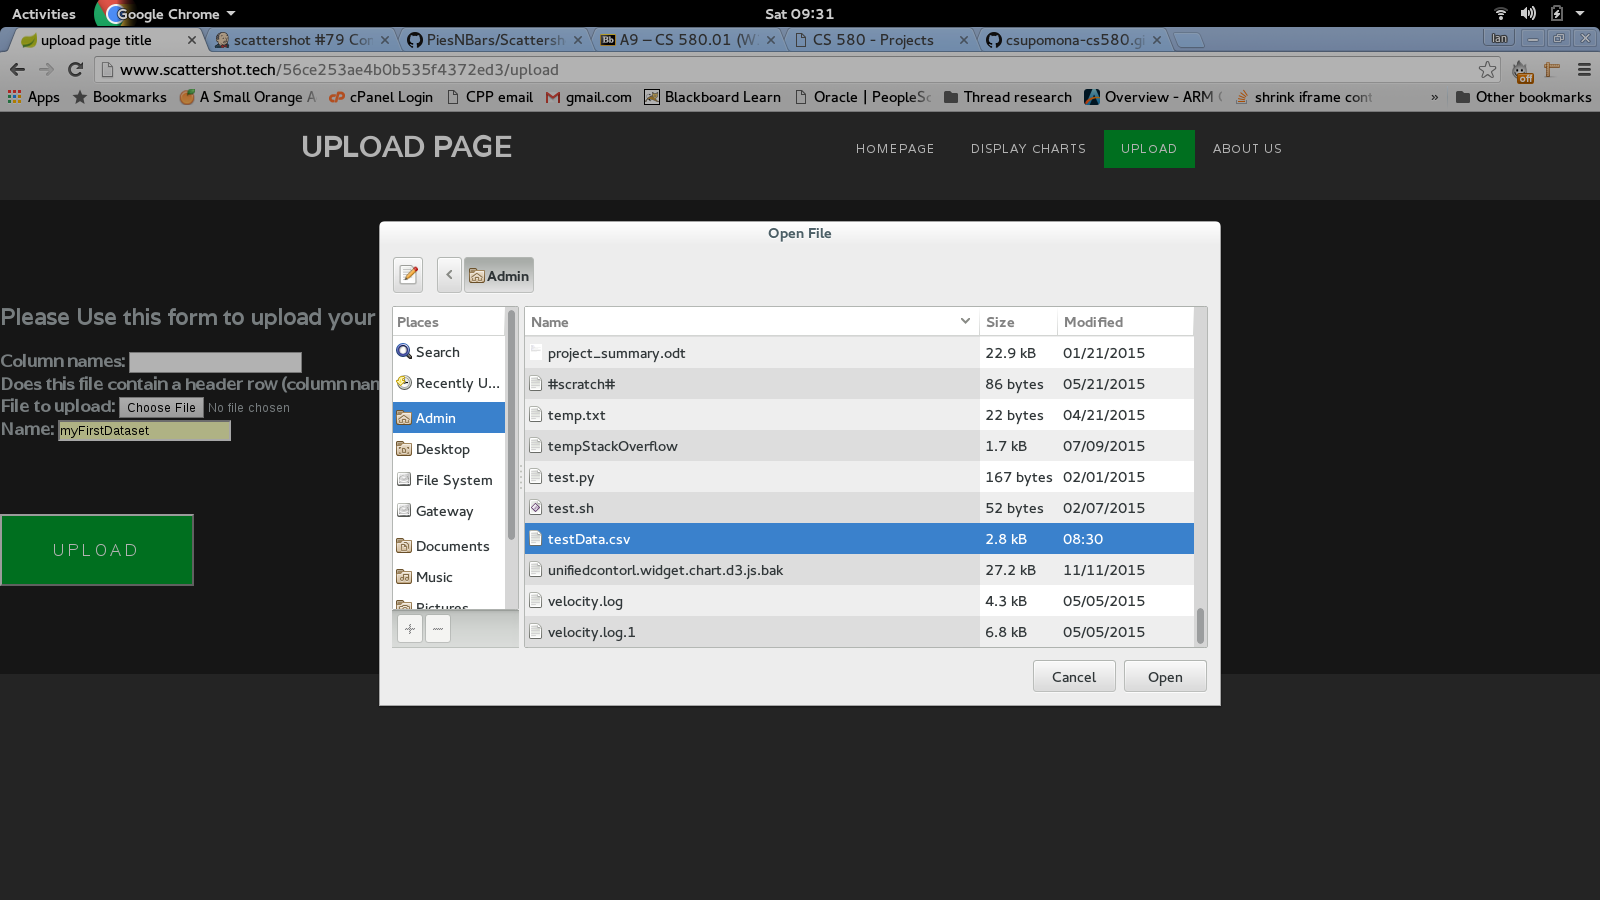 Activities Google Chrome Sat 09:31
upload page title scattershot #79 Con PiesNBars/Scattersh A9 – CS 580.01 (W CS 580 - Projects csupomona-cs580.gi Ian
www.scattershot.tech/56ce253ae4b0b535f4372ed3/upload off
Apps Bookmarks A Small Orange A cPanel Login CPP email gmail.com Blackboard Learn Oracle | PeopleSo Thread research Overview - ARM shrink iframe cont » Other bookmarks
UPLOAD PAGE HOMEPAGE DISPLAY CHARTS UPLOAD ABOUT US
Open File
Admin
Please Use this form to upload your
Column names:
Does this file contain a header row (column nam
File to upload: Choose File No file chosen
Name: myFirstDataset
UPLOAD
Places
Search
Recently U...
Admin
Desktop
File System
Gateway
Documents
Music
Pictures
Name Size Modified
project_summary.odt 22.9 kB 01/21/2015
#scratch# 86 bytes 05/21/2015
temp.txt 22 bytes 04/21/2015
tempStackOverflow 1.7 kB 07/09/2015
test.py 167 bytes 02/01/2015
test.sh 52 bytes 02/07/2015
testData.csv 2.8 kB 08:30
unifiedcontorl.widget.chart.d3.js.bak 27.2 kB 11/11/2015
velocity.log 4.3 kB 05/05/2015
velocity.log.1 6.8 kB 05/05/2015
Cancel Open